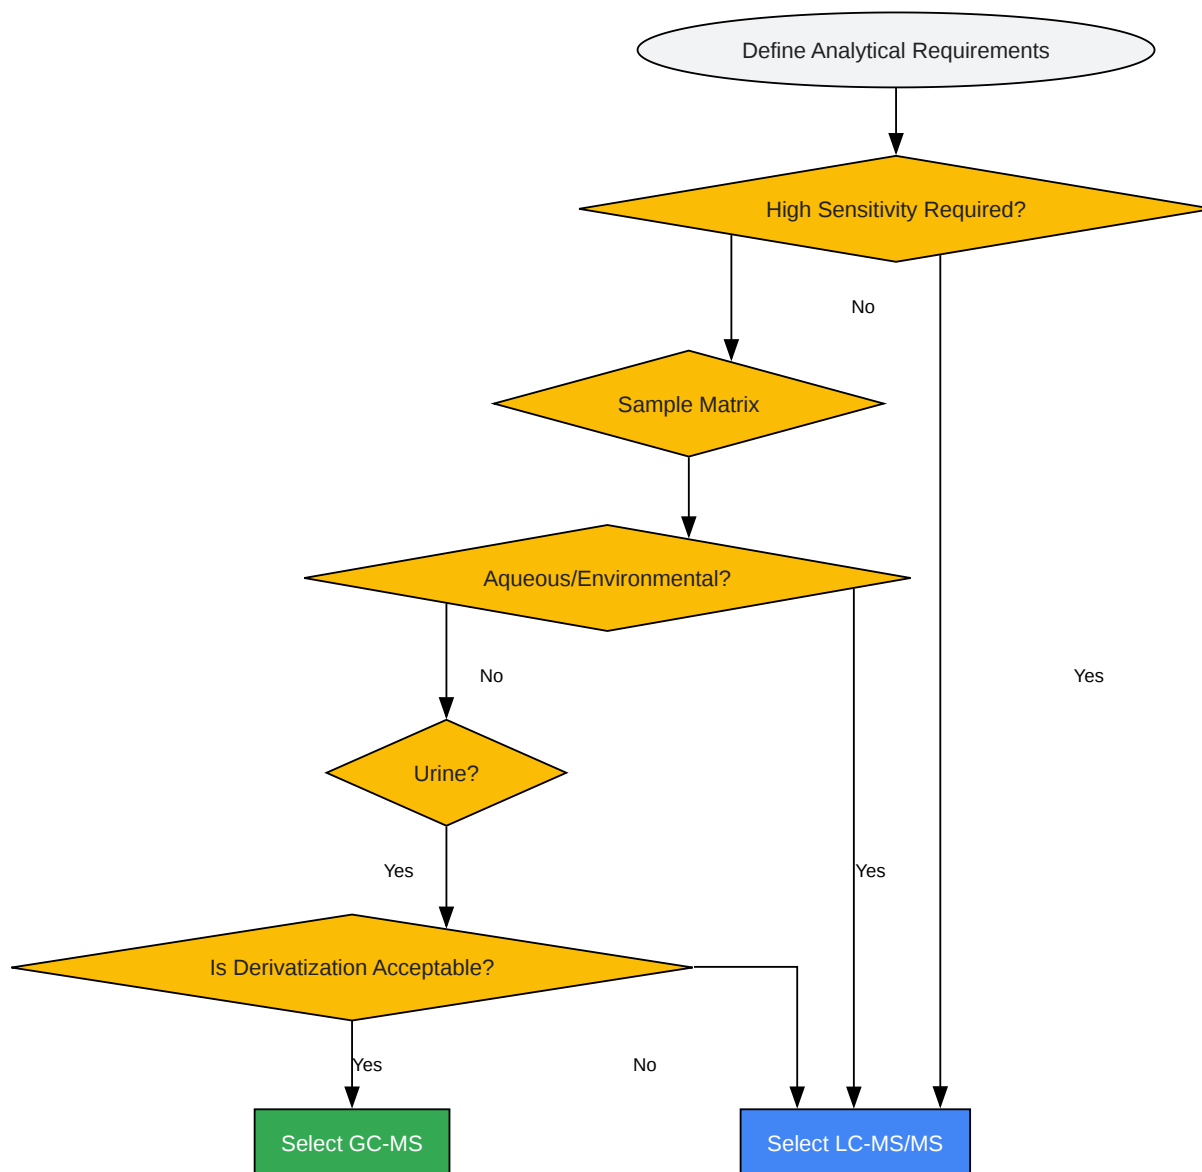 Define Analytical Requirements
High Sensitivity Required?
No
Sample Matrix
Aqueous/Environmental?
No
Yes
Urine?
Yes
Yes
Is Derivatization Acceptable?
Yes
No
Select GC-MS
Select LC-MS/MS